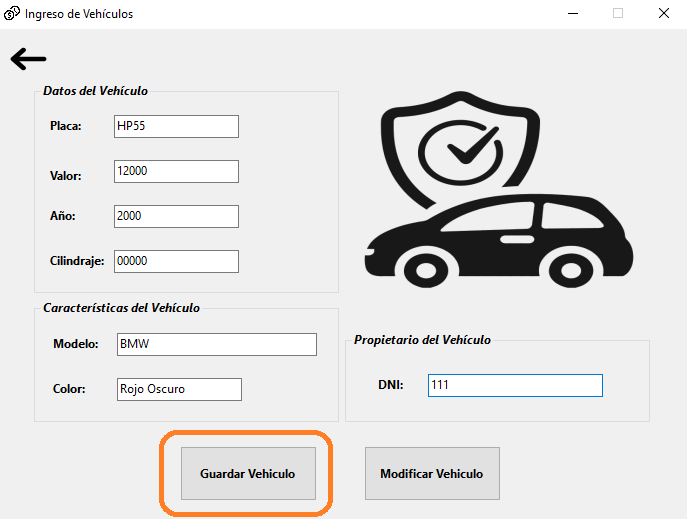 Ingreso de Vehículos
Datos del Vehículo
Placa: HP55
Valor: 12000
Año: 2000
Cilindraje: 00000
Características del Vehículo
Modelo: BMW
Color: Rojo Oscuro
Propietario del Vehículo
DNI: 111
Guardar Vehiculo
Modificar Vehiculo